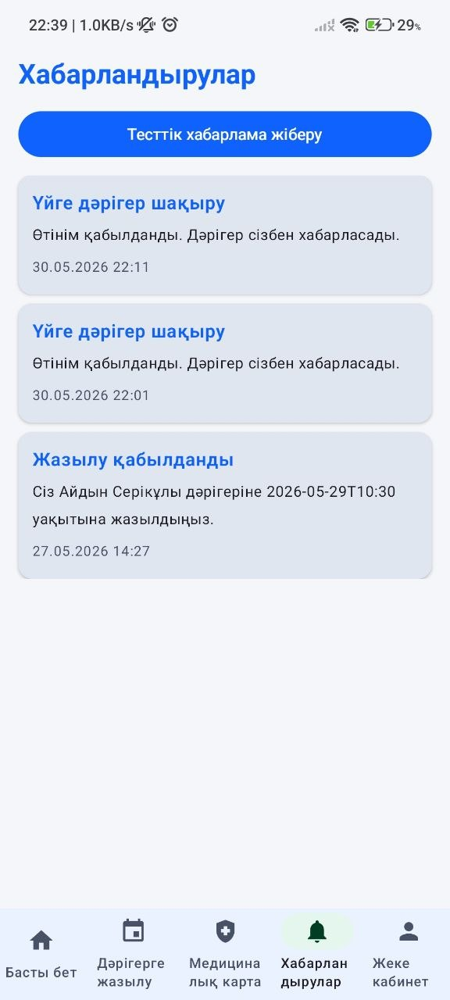 22:39 | 1.0KB/s 29%
Хабарландырулар
Тесттік хабарлама жіберу
Үйге дәрігер шақыру
Өтінім қабылданды. Дәрігер сізбен хабарласады.
30.05.2026 22:11
Үйге дәрігер шақыру
Өтінім қабылданды. Дәрігер сізбен хабарласады.
30.05.2026 22:01
Жазылу қабылданды
Сіз Айдын Серікұлы дәрігеріне 2026-05-29T10:30
уақытына жазылдыңыз.
27.05.2026 14:27
Басты бет
Дәрігерге
жазылу
Медицина
лық карта
Хабарлан
дырулар
Жеке
кабинет